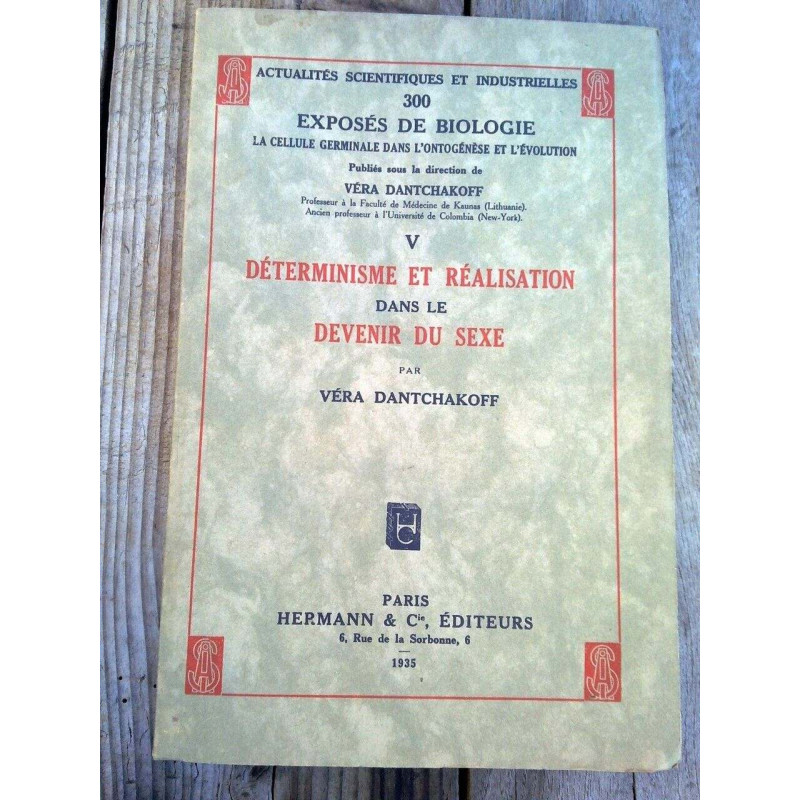 ACTUALITÉS SCIENTIFIQUES ET INDUSTRIELLES
300
EXPOSÉS DE BIOLOGIE
LA CELLULE GERMINALE DANS L'ONTOGÉNÈSE ET L'ÉVOLUTION
Publiés sous la direction de
VÉRA DANTCHAKOFF
Professeur à la Faculté de Médecine de Kaunas (Lithuanie).
Ancien professeur à l'Université de Colombia (New-York).
V
DÉTERMINISME ET RÉALISATION
DANS LE
DEVENIR DU SEXE
PAR
VÉRA DANTCHAKOFF
HC
PARIS
HERMANN & Cie, ÉDITEURS
6, Rue de la Sorbonne, 6
1935